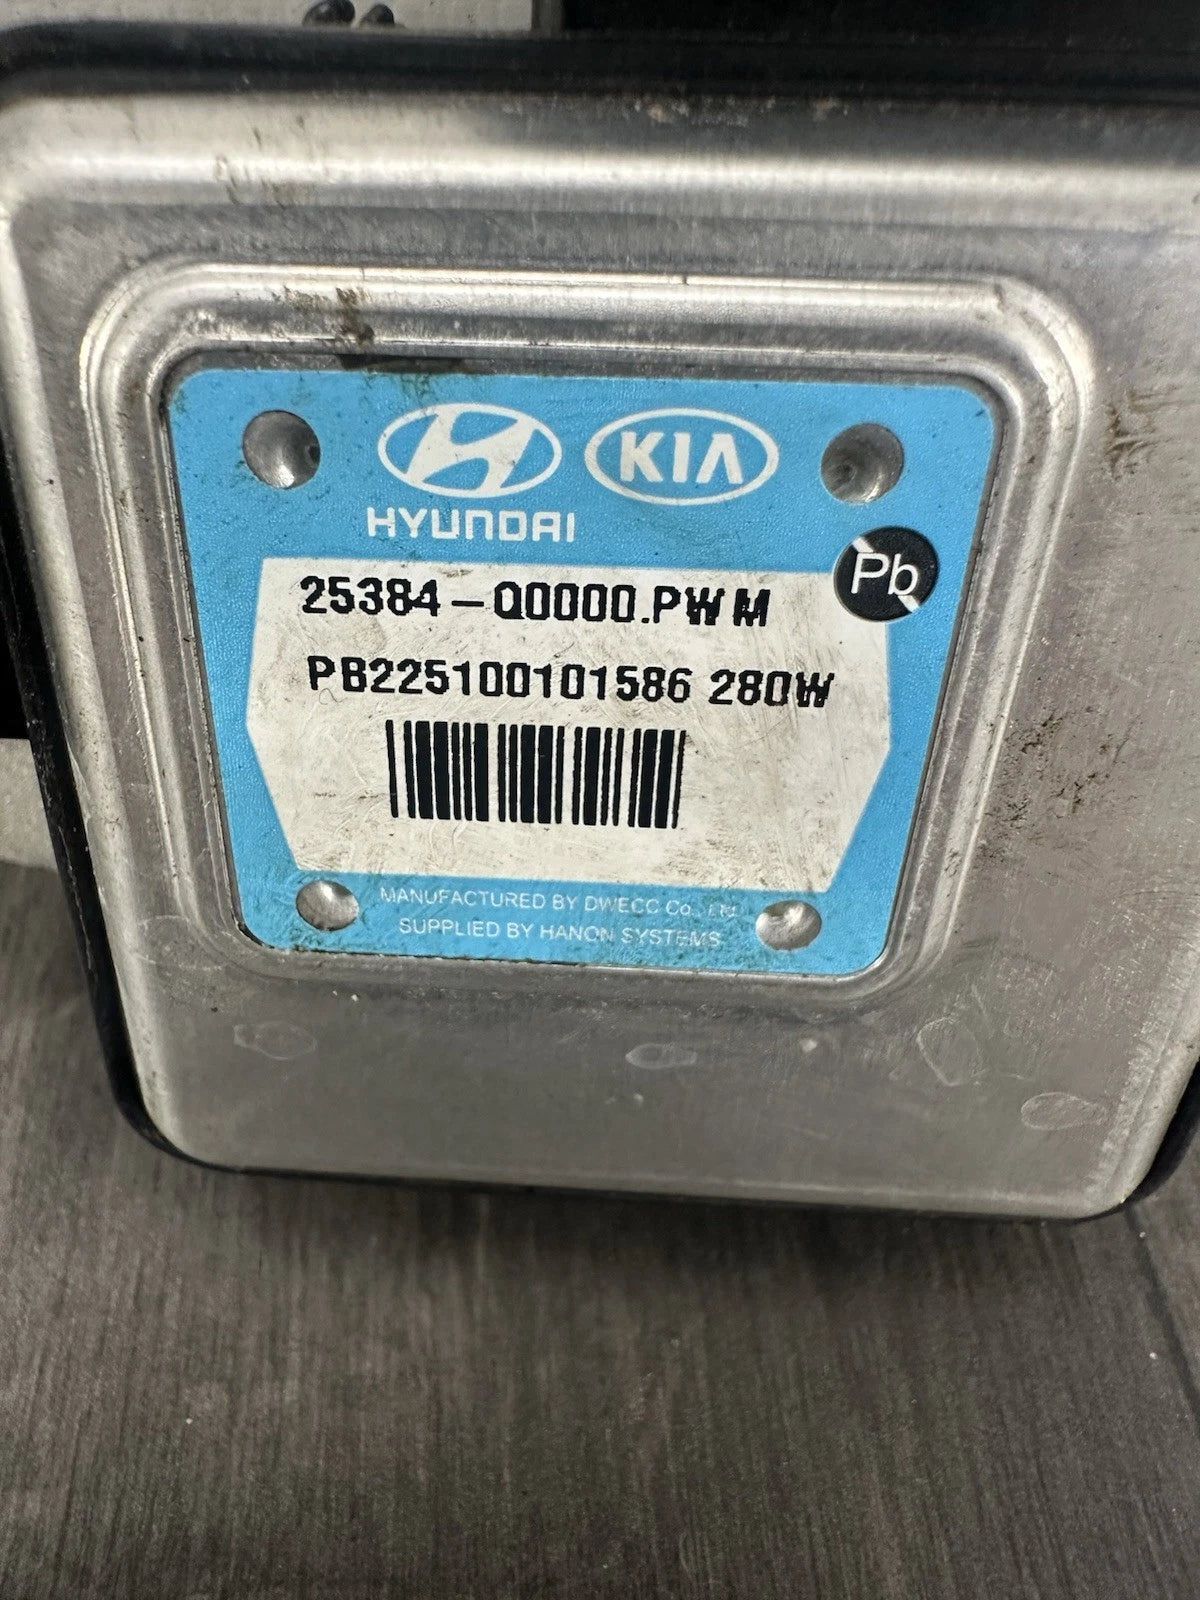 HYUNDAI KIA
Pb
25384-Q0000.PWM
PB225100101586 280W
MANUFACTURED BY DWECC Co., Ltd.
SUPPLIED BY HANON SYSTEMS